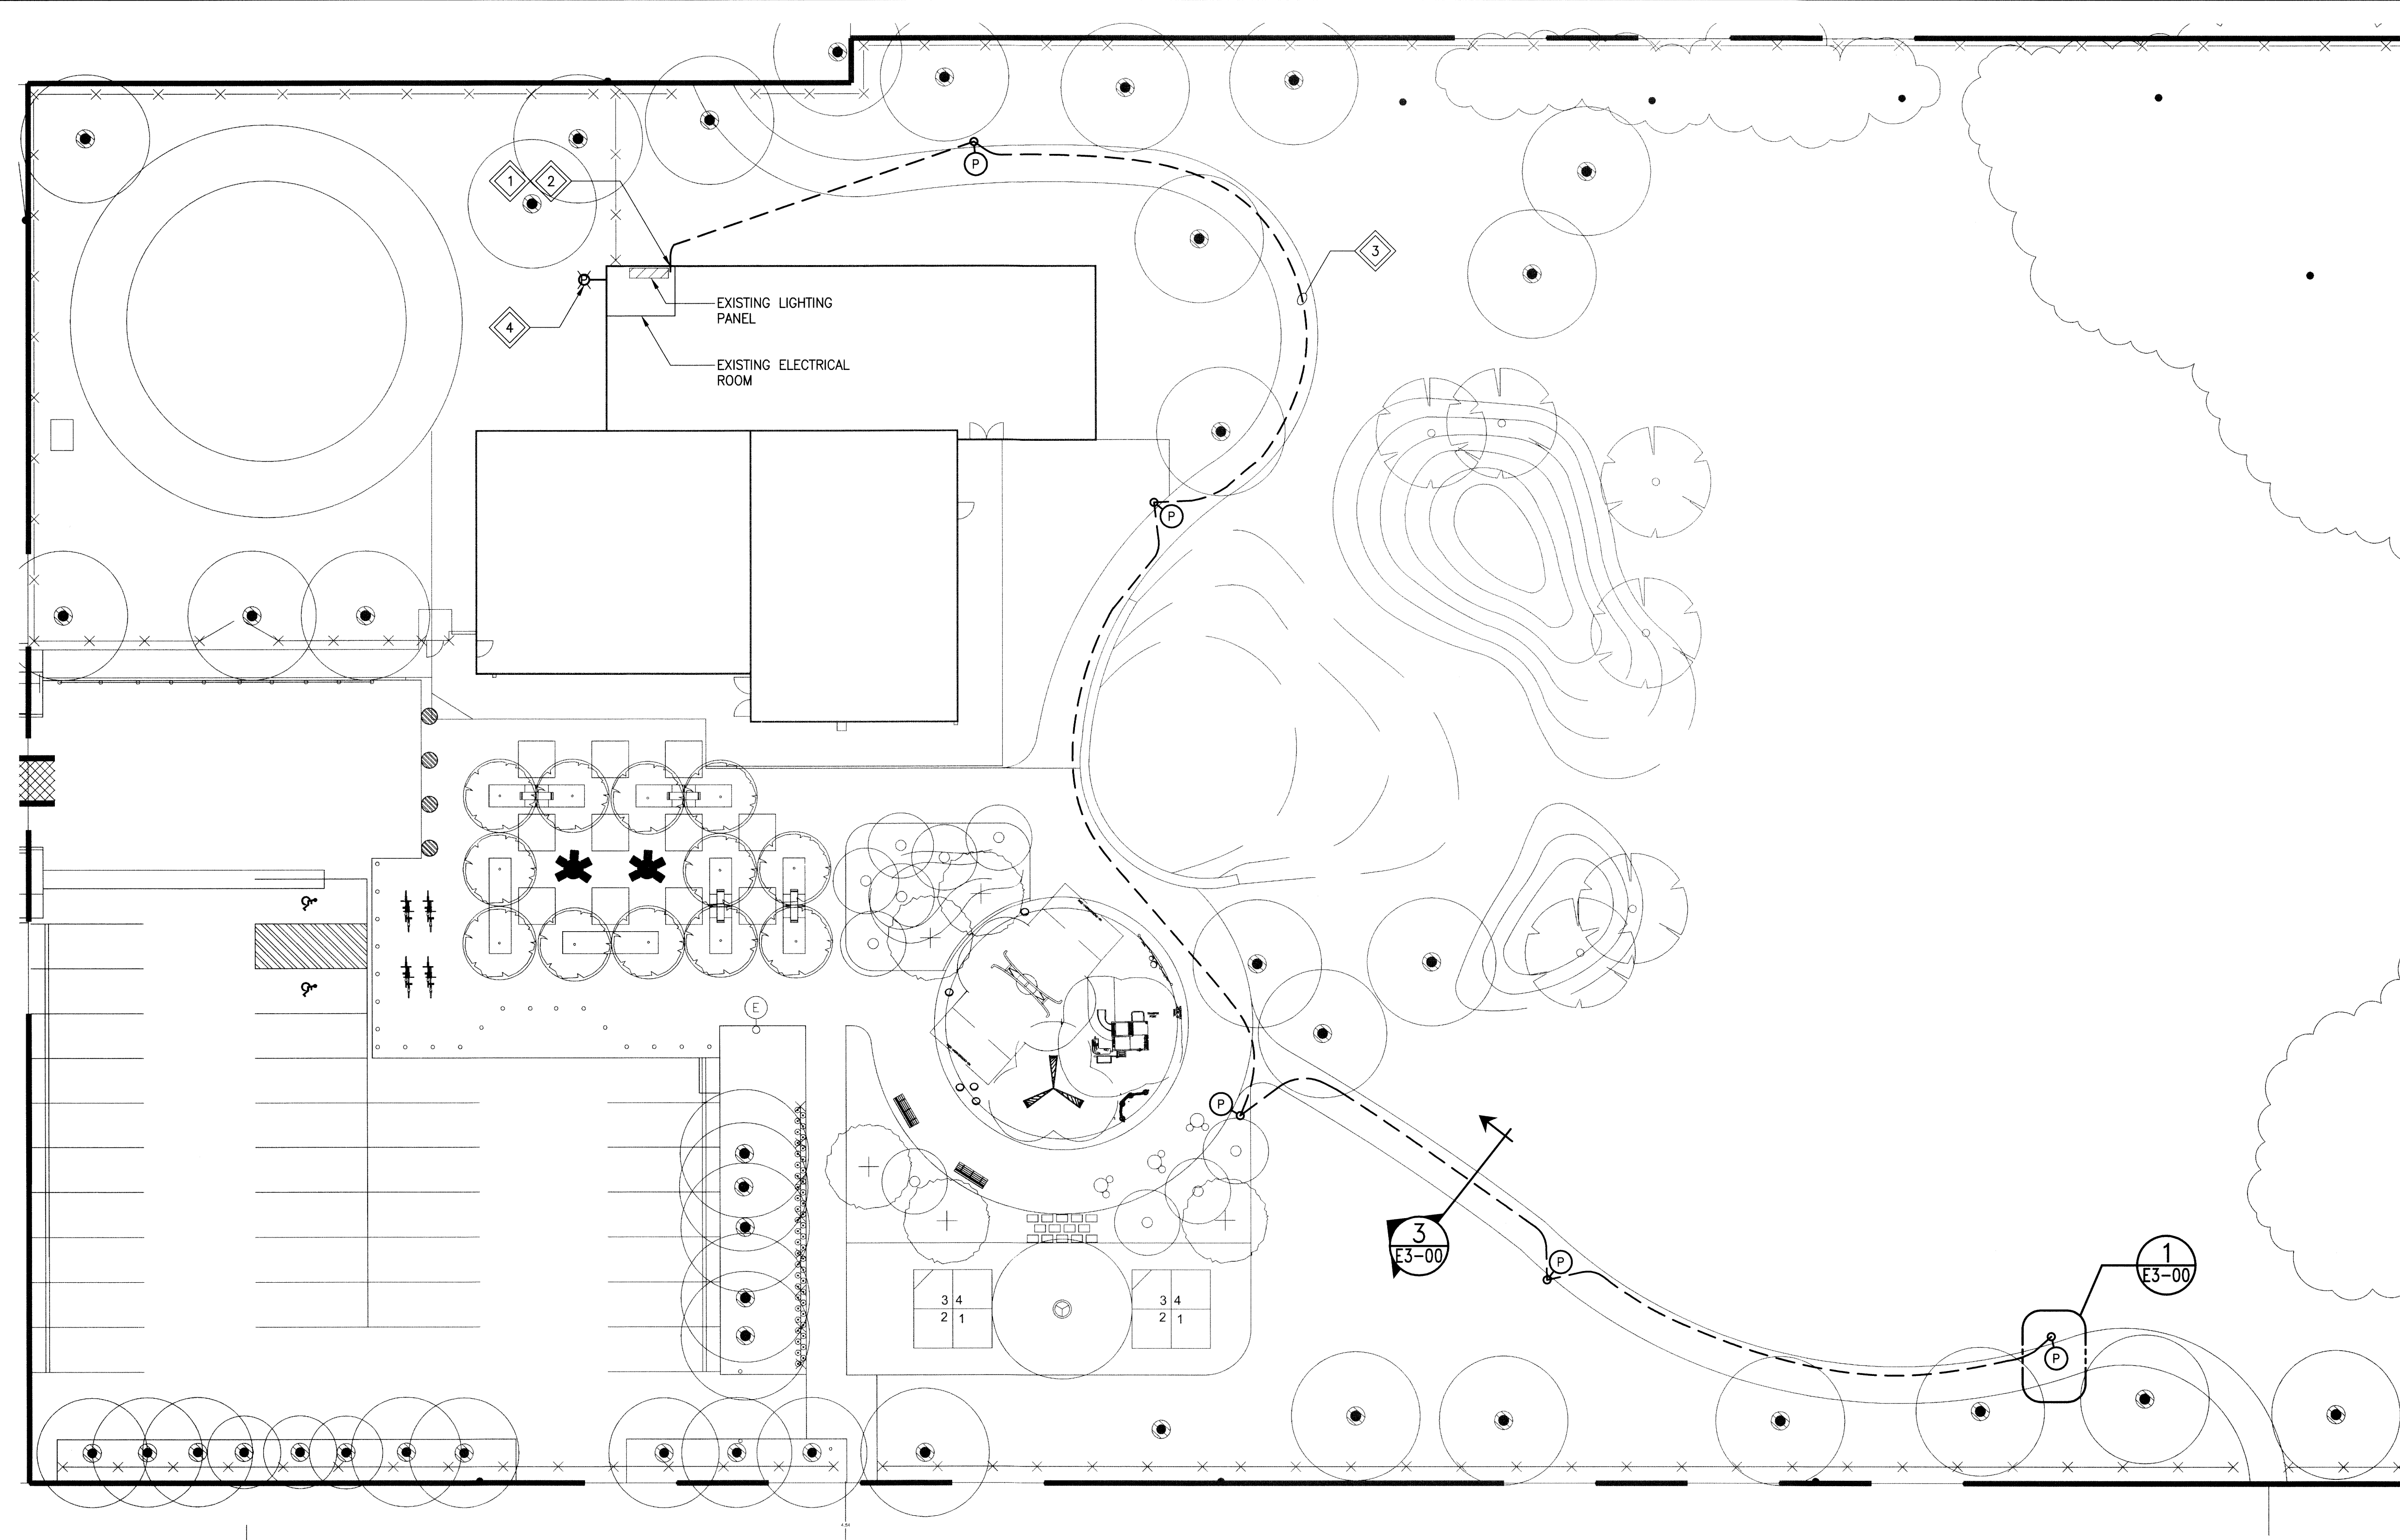 P
1 2
3
EXISTING LIGHTING
PANEL
4
EXISTING ELECTRICAL
ROOM
P
E
P
3
E3-00
P
1
E3-00
P
3 4
2 1
3 4
2 1